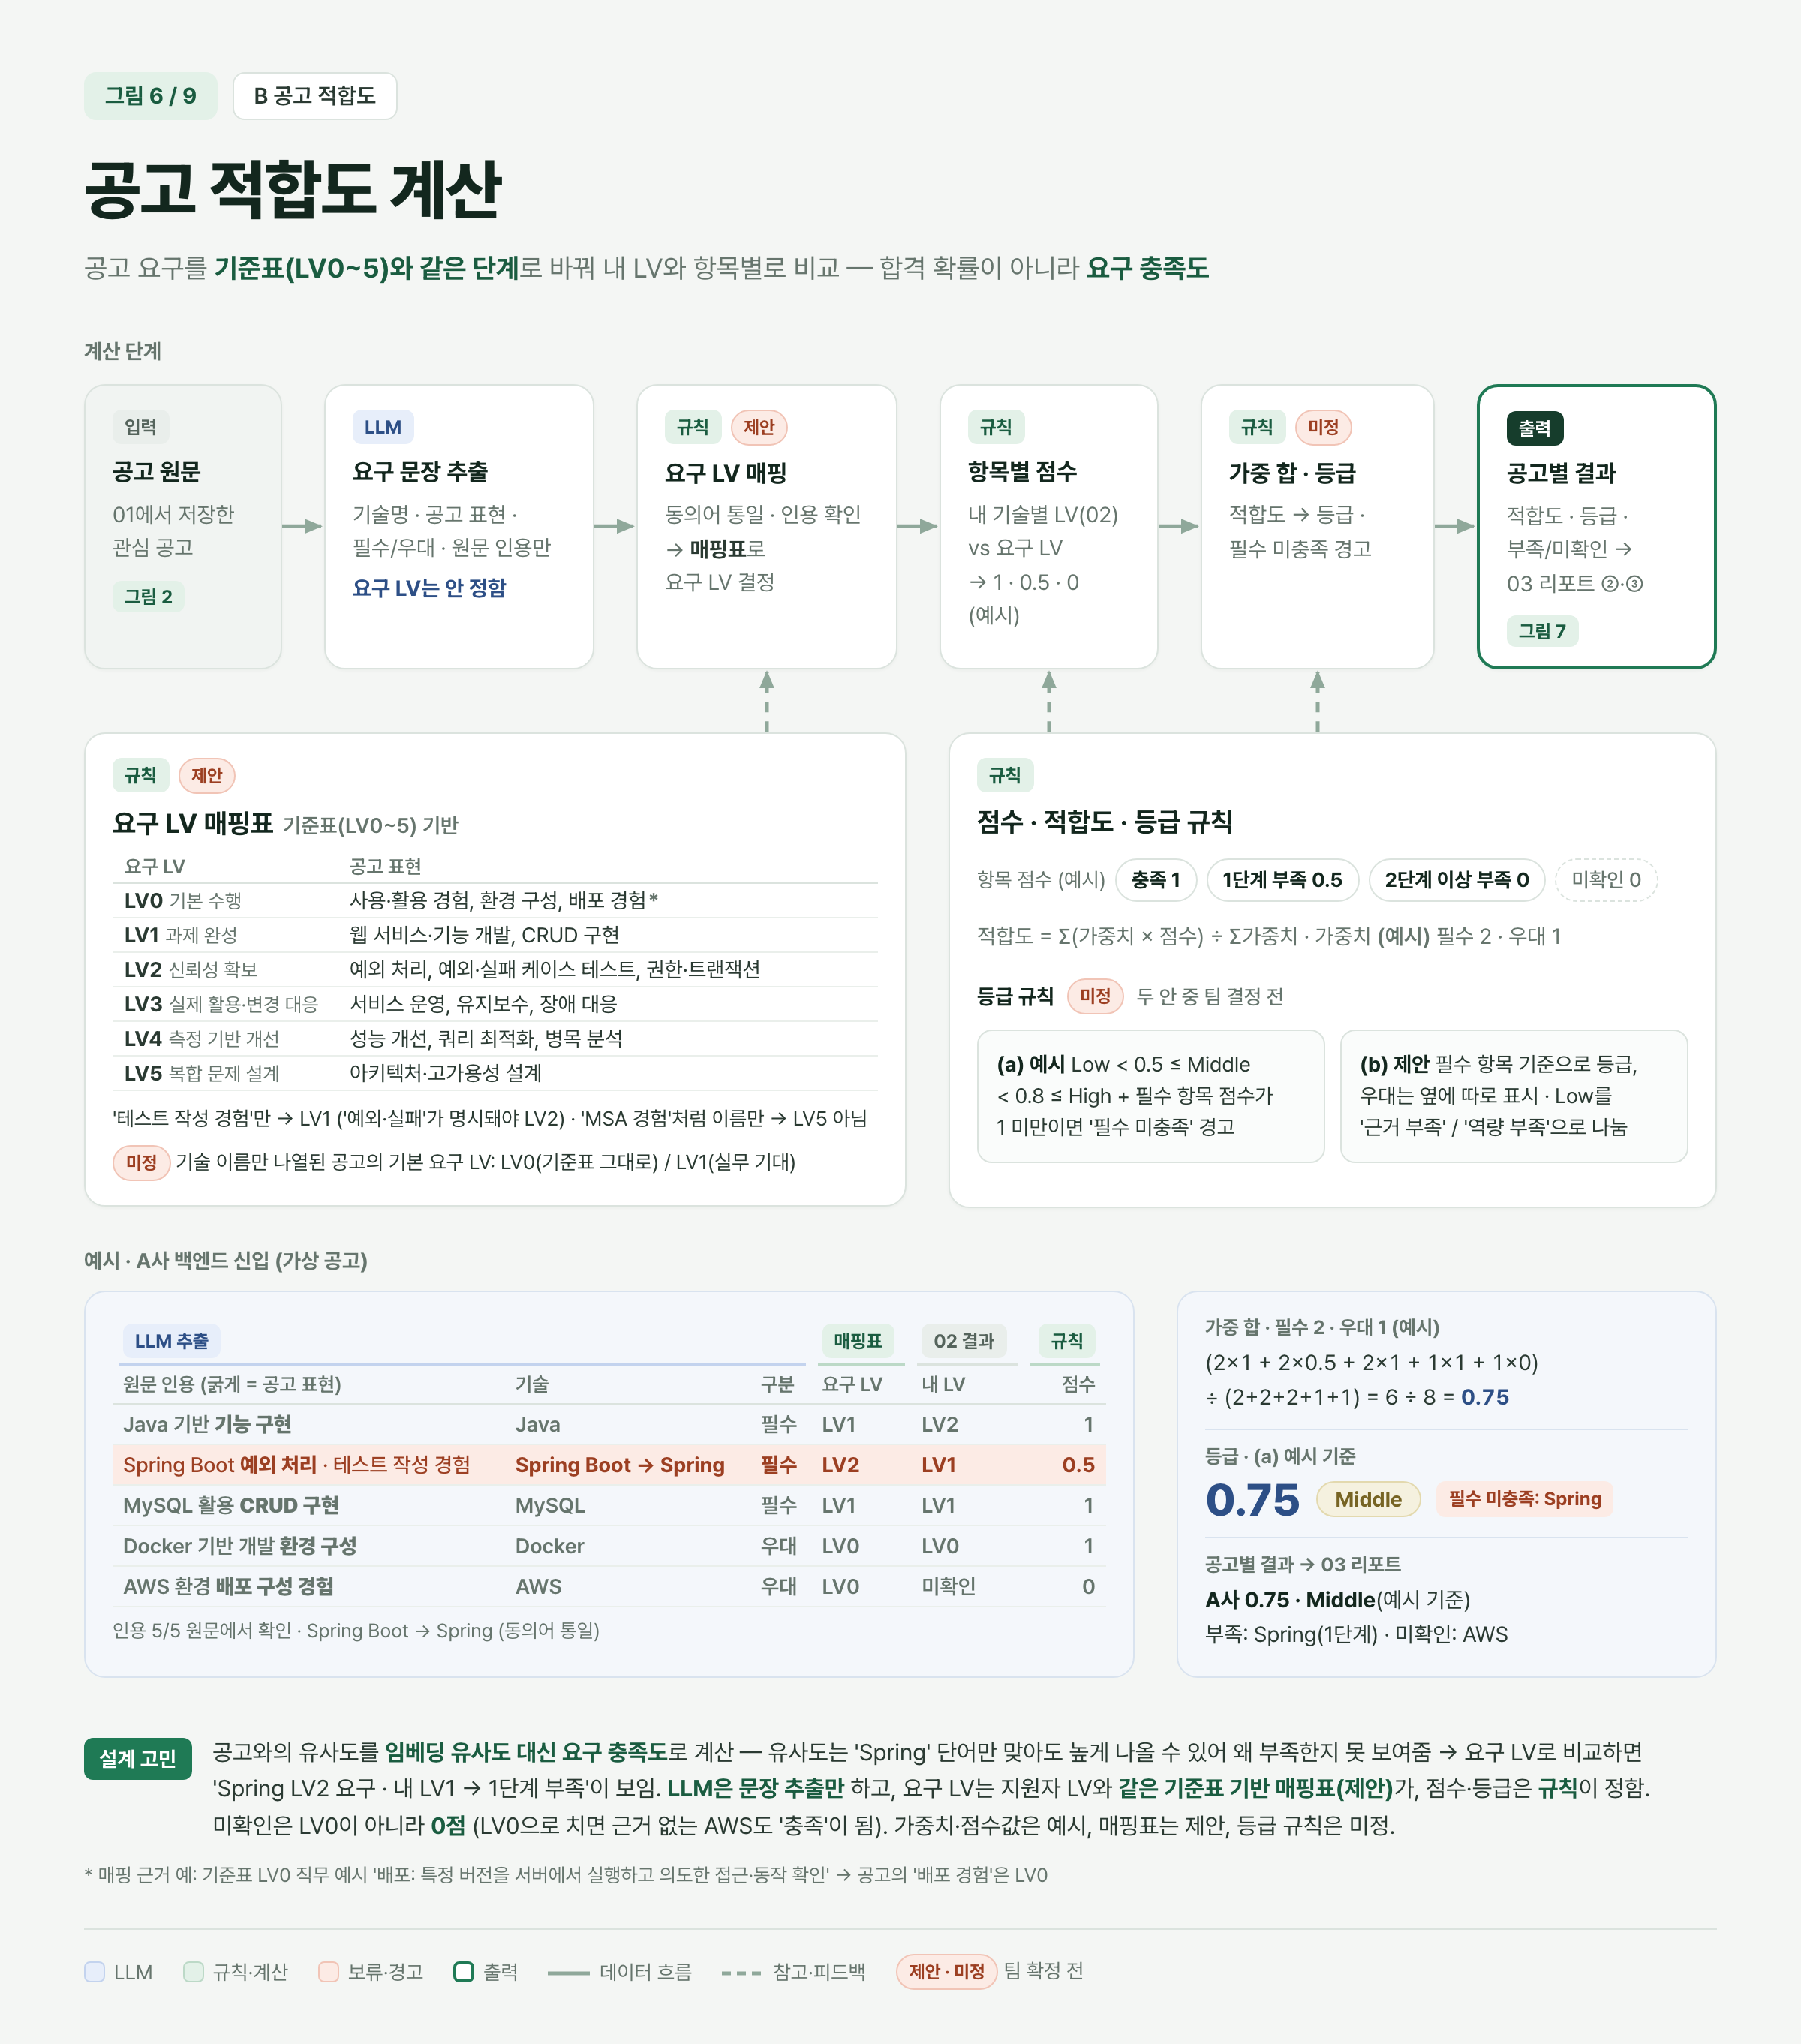 그림 6 / 9
B 공고 적합도
공고 적합도 계산
공고 요구를 기준표(LV0~5)와 같은 단계로 바꿔 내 LV와 항목별로 비교 — 합격 확률이 아니라 요구 충족도
계산 단계
입력
공고 원문
01에서 저장한
관심 공고
그림 2
LLM
요구 문장 추출
기술명 · 공고 표현 ·
필수/우대 · 원문 인용만
요구 LV는 안 정함
규칙 제안
요구 LV 매핑
동의어 통일 · 인용 확인
→ 매핑표로
요구 LV 결정
규칙
항목별 점수
내 기술별 LV(02)
vs 요구 LV
→ 1 · 0.5 · 0
(예시)
규칙 미정
가중 합 · 등급
적합도 → 등급 ·
필수 미충족 경고
출력
공고별 결과
적합도 · 등급 ·
부족/미확인 →
03 리포트 ②·③
그림 7
규칙 제안
요구 LV 매핑표 기준표(LV0~5) 기반
요구 LV 공고 표현
LV0 기본 수행 사용·활용 경험, 환경 구성, 배포 경험*
LV1 과제 완성 웹 서비스·기능 개발, CRUD 구현
LV2 신뢰성 확보 예외 처리, 예외·실패 케이스 테스트, 권한·트랜잭션
LV3 실제 활용·변경 대응 서비스 운영, 유지보수, 장애 대응
LV4 측정 기반 개선 성능 개선, 쿼리 최적화, 병목 분석
LV5 복합 문제 설계 아키텍처·고가용성 설계
'테스트 작성 경험'만 → LV1 ('예외·실패'가 명시돼야 LV2) · 'MSA 경험'처럼 이름만 → LV5 아님
미정 기술 이름만 나열된 공고의 기본 요구 LV: LV0(기준표 그대로) / LV1(실무 기대)
규칙
점수 · 적합도 · 등급 규칙
항목 점수 (예시) 충족 1 1단계 부족 0.5 2단계 이상 부족 0 미확인 0
적합도 = Σ(가중치 × 점수) ÷ Σ가중치 · 가중치 (예시) 필수 2 · 우대 1
등급 규칙 미정 두 안 중 팀 결정 전
(a) 예시 Low < 0.5 ≤ Middle
< 0.8 ≤ High + 필수 항목 점수가
1 미만이면 '필수 미충족' 경고
(b) 제안 필수 항목 기준으로 등급,
우대는 옆에 따로 표시 · Low를
'근거 부족' / '역량 부족'으로 나눔
예시 · A사 백엔드 신입 (가상 공고)
LLM 추출 매핑표 02 결과 규칙
원문 인용 (굵게 = 공고 표현) 기술 구분 요구 LV 내 LV 점수
Java 기반 기능 구현 Java 필수 LV1 LV2 1
Spring Boot 예외 처리 · 테스트 작성 경험 Spring Boot → Spring 필수 LV2 LV1 0.5
MySQL 활용 CRUD 구현 MySQL 필수 LV1 LV1 1
Docker 기반 개발 환경 구성 Docker 우대 LV0 LV0 1
AWS 환경 배포 구성 경험 AWS 우대 LV0 미확인 0
인용 5/5 원문에서 확인 · Spring Boot → Spring (동의어 통일)
가중 합 · 필수 2 · 우대 1 (예시)
(2×1 + 2×0.5 + 2×1 + 1×1 + 1×0)
÷ (2+2+2+1+1) = 6 ÷ 8 = 0.75
등급 · (a) 예시 기준
0.75 Middle 필수 미충족: Spring
공고별 결과 → 03 리포트
A사 0.75 · Middle(예시 기준)
부족: Spring(1단계) · 미확인: AWS
설계 고민
공고와의 유사도를 임베딩 유사도 대신 요구 충족도로 계산 — 유사도는 'Spring' 단어만 맞아도 높게 나올 수 있어 왜 부족한지 못 보여줌 → 요구 LV로 비교하면
'Spring LV2 요구 · 내 LV1 → 1단계 부족'이 보임. LLM은 문장 추출만 하고, 요구 LV는 지원자 LV와 같은 기준표 기반 매핑표(제안)가, 점수·등급은 규칙이 정함.
미확인은 LV0이 아니라 0점 (LV0으로 치면 근거 없는 AWS도 '충족'이 됨). 가중치·점수값은 예시, 매핑표는 제안, 등급 규칙은 미정.
* 매핑 근거 예: 기준표 LV0 직무 예시 '배포: 특정 버전을 서버에서 실행하고 의도한 접근·동작 확인' → 공고의 '배포 경험'은 LV0
LLM 규칙·계산 보류·경고 출력 데이터 흐름 참고·피드백 제안 · 미정 팀 확정 전